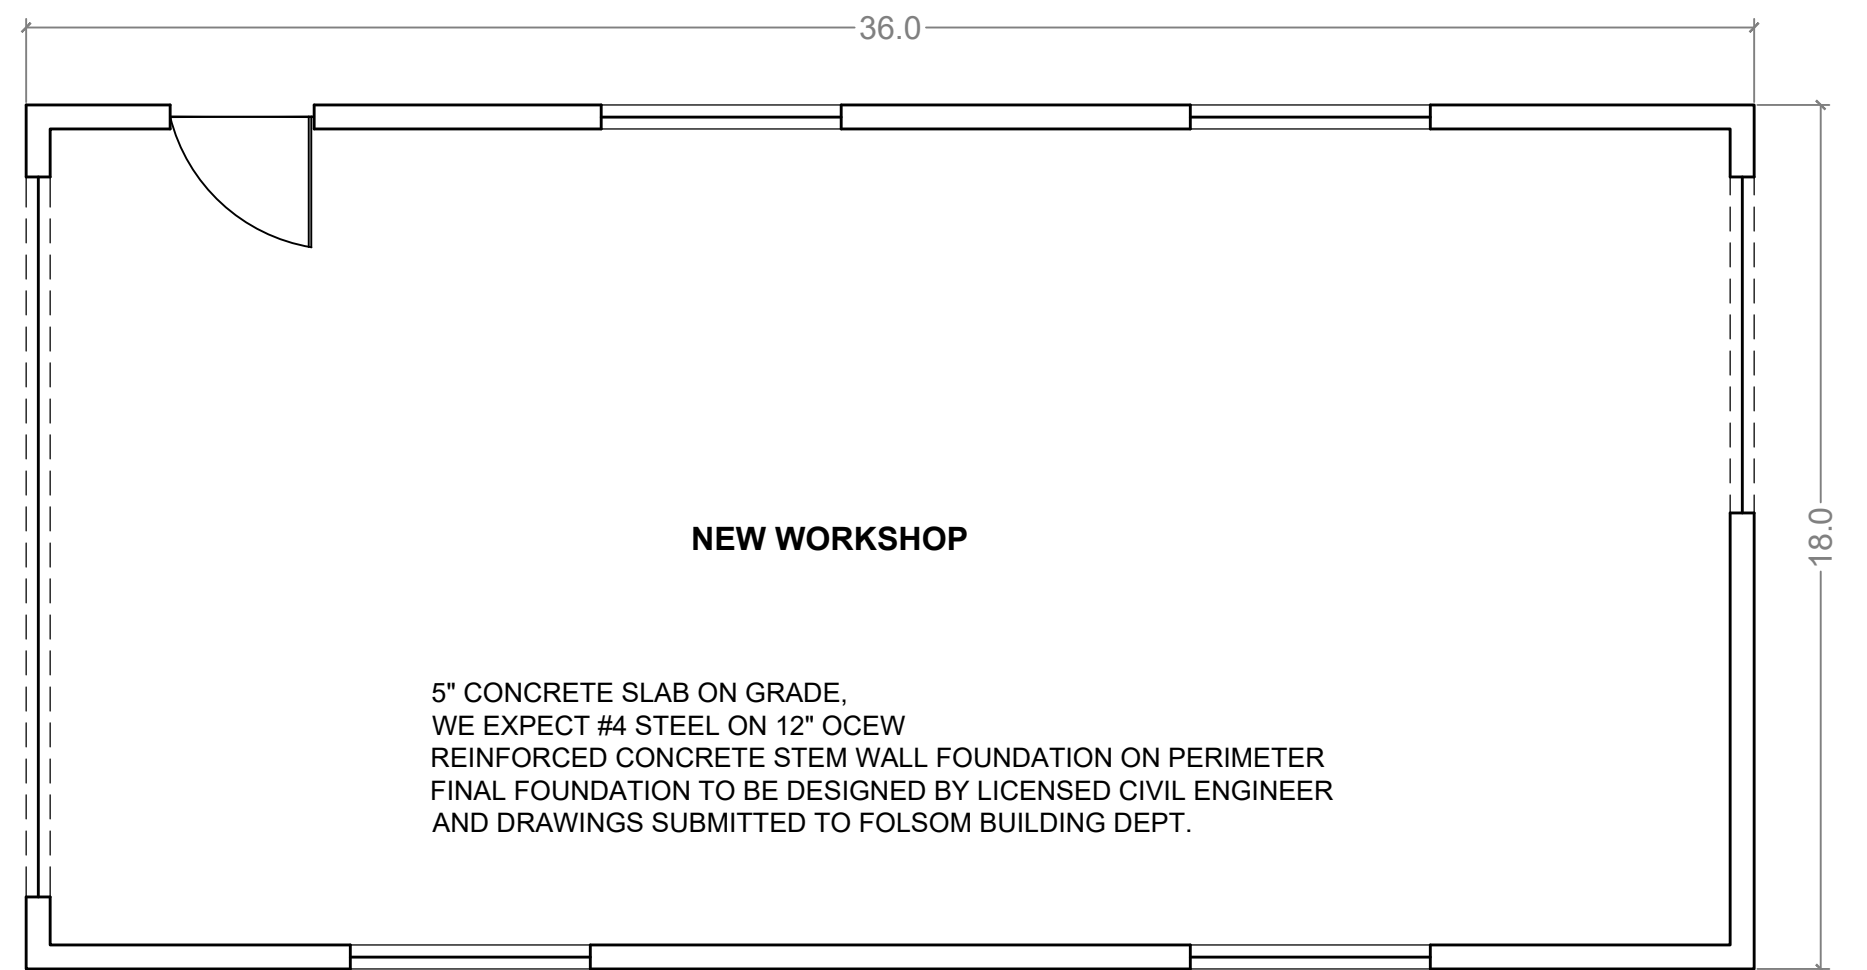 36.0
18.0
NEW WORKSHOP
5" CONCRETE SLAB ON GRADE,
WE EXPECT #4 STEEL ON 12" OCEW
REINFORCED CONCRETE STEM WALL FOUNDATION ON PERIMETER
FINAL FOUNDATION TO BE DESIGNED BY LICENSED CIVIL ENGINEER
AND DRAWINGS SUBMITTED TO FOLSOM BUILDING DEPT.